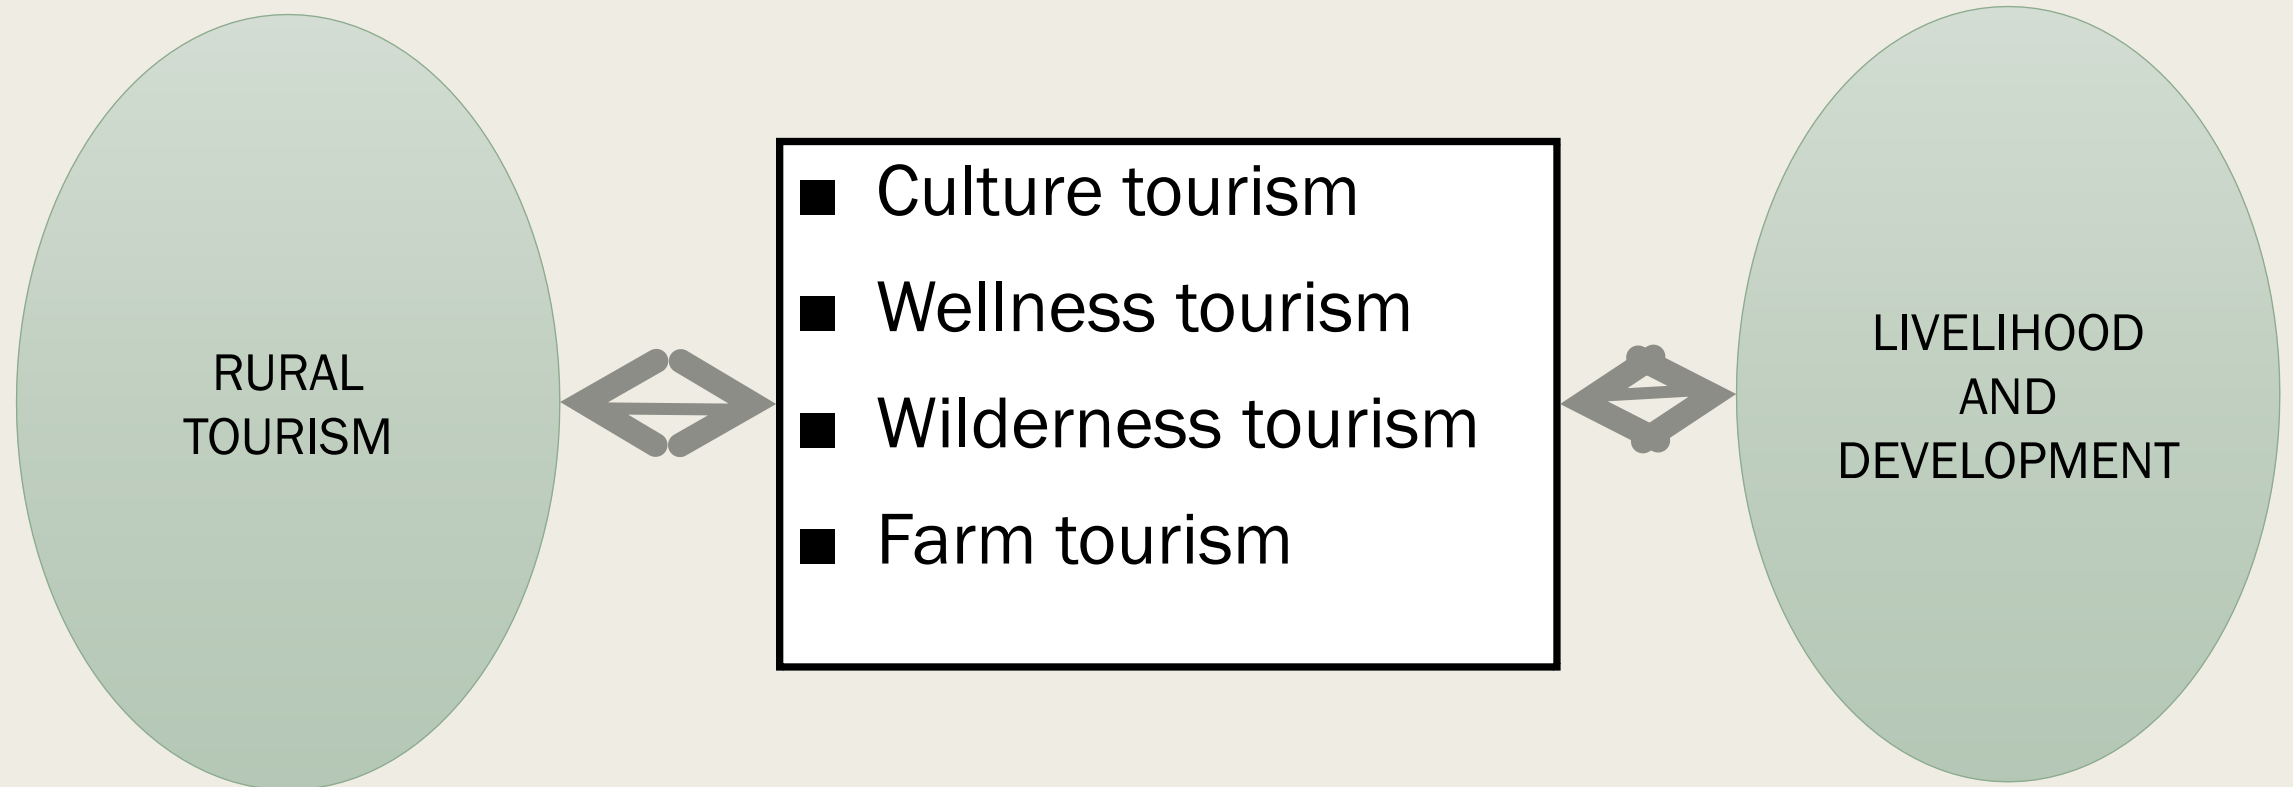 RURAL
TOURISM
■ Culture tourism
■ Wellness tourism
■ Wilderness tourism
■ Farm tourism
LIVELIHOOD
AND
DEVELOPMENT